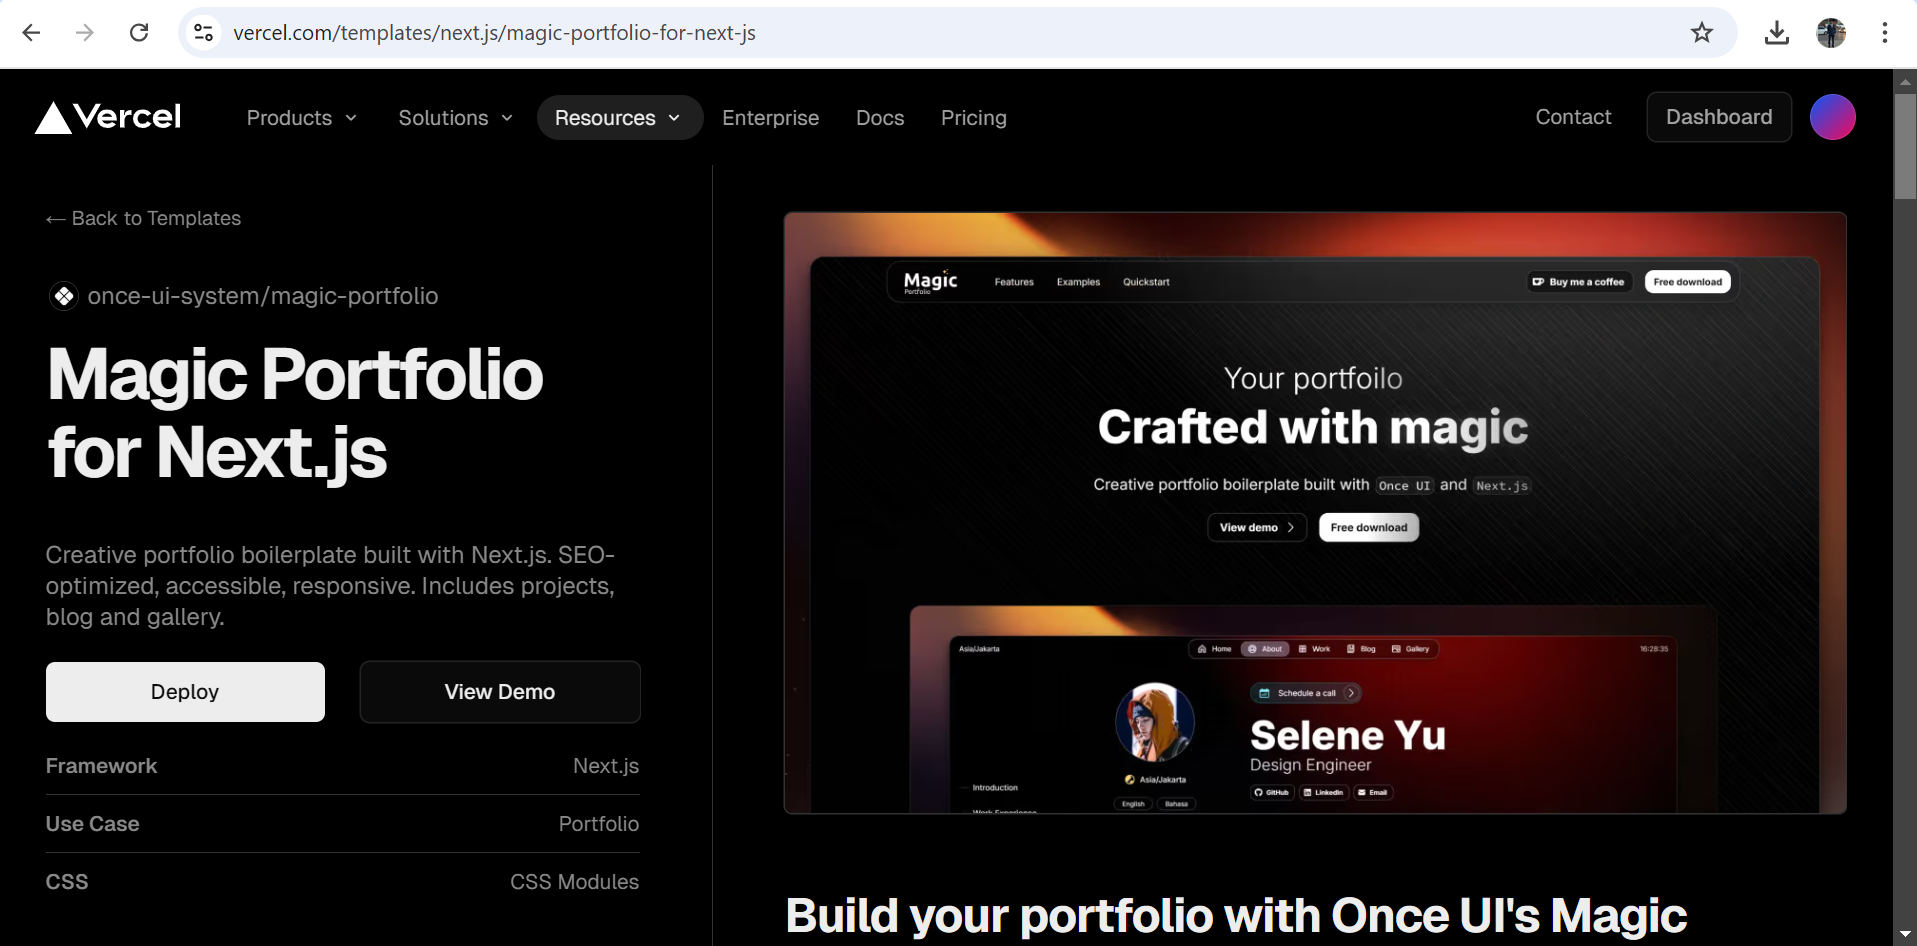 vercel.com/templates/next.js/magic-portfolio-for-next-js
Vercel
Products
Solutions
Resources
Enterprise
Docs
Pricing
Contact
Dashboard
← Back to Templates
once-ui-system/magic-portfolio
Magic Portfolio
for Next.js
Creative portfolio boilerplate built with Next.js. SEO-
optimized, accessible, responsive. Includes projects,
blog and gallery.
Deploy
View Demo
Framework Next.js
Use Case Portfolio
CSS CSS Modules
Magic
Portfolio
Features
Examples
Quickstart
Buy me a coffee
Free download
Your portfoilo
Crafted with magic
Creative portfolio boilerplate built with Once UI and Next.js
View demo
Free download
Asia/Jakarta
Home
About
Work
Blog
Gallery
16:28:35
Schedule a call
Selene Yu
Design Engineer
GitHub
LinkedIn
Email
Asia/Jakarta
English
Bahasa
Introduction
Work Experience
Build your portfolio with Once UI's Magic